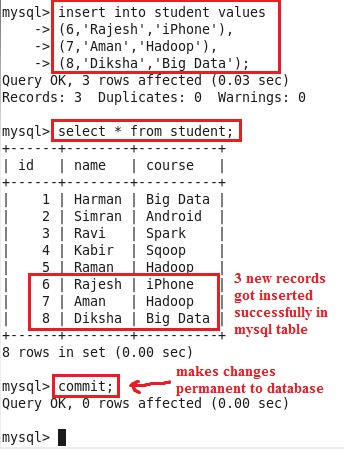 mysql> insert into student values
-> (6,'Rajesh','iPhone'),
-> (7,'Aman','Hadoop'),
-> (8,'Diksha','Big Data');
Query OK, 3 rows affected (0.03 sec)
Records: 3  Duplicates: 0  Warnings: 0
mysql> select * from student;
+------+--------+----------+
| id   | name   | course   |
+------+--------+----------+
|    1 | Harman | Big Data |
|    2 | Simran | Android  |
|    3 | Ravi   | Spark    |
|    4 | Kabir  | Sqoop    |
|    5 | Raman  | Hadoop   |
|    6 | Rajesh | iPhone   |
|    7 | Aman   | Hadoop   |
|    8 | Diksha | Big Data |
+------+--------+----------+
3 new records
got inserted
successfully in
mysql table
8 rows in set (0.00 sec)
mysql> commit;
makes changes
permanent to database
Query OK, 0 rows affected (0.00 sec)
mysql>